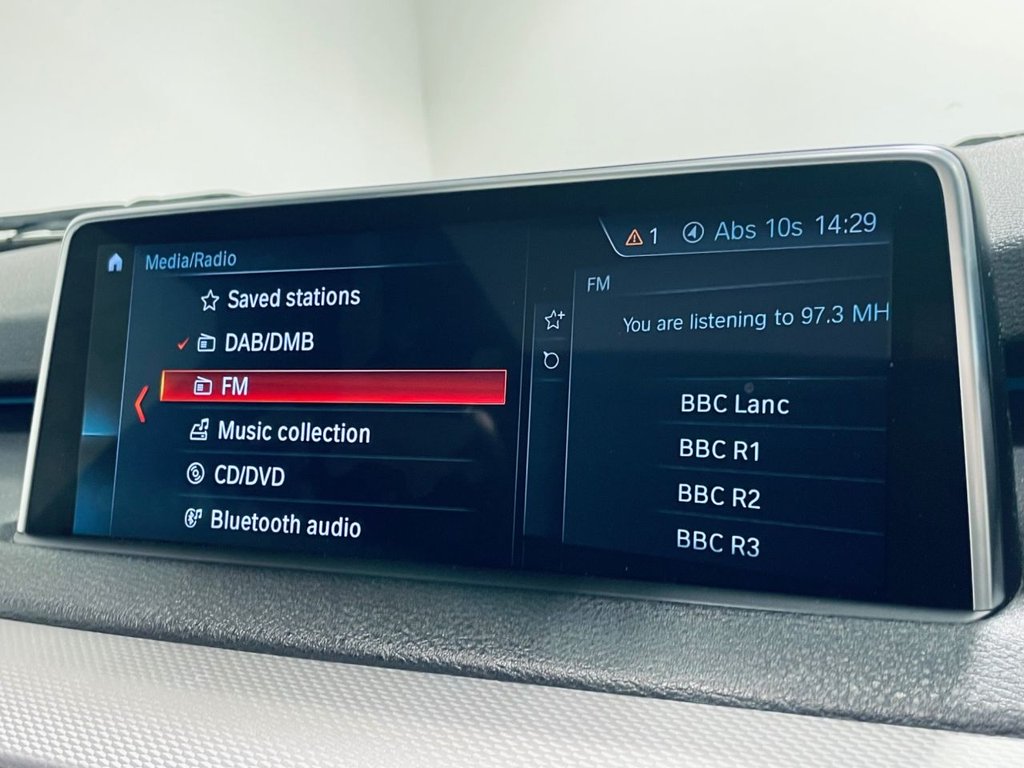 Media/Radio
Saved stations
DAB/DMB
FM
Music collection
CD/DVD
Bluetooth audio
1 Abs 10s 14:29
FM
You are listening to 97.3 MH
BBC Lanc
BBC R1
BBC R2
BBC R3